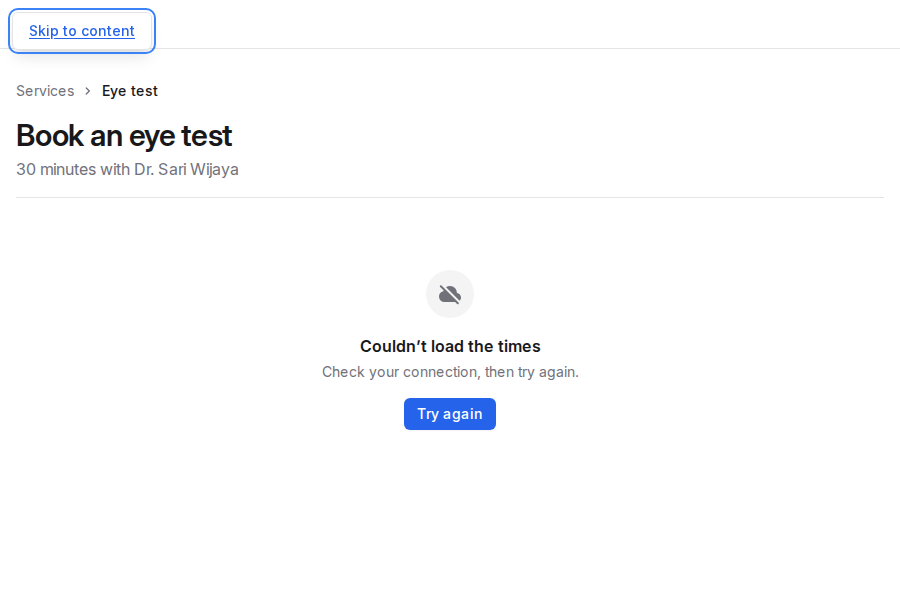 Skip to content
Services > Eye test
Book an eye test
30 minutes with Dr. Sari Wijaya
Couldn’t load the times
Check your connection, then try again.
Try again